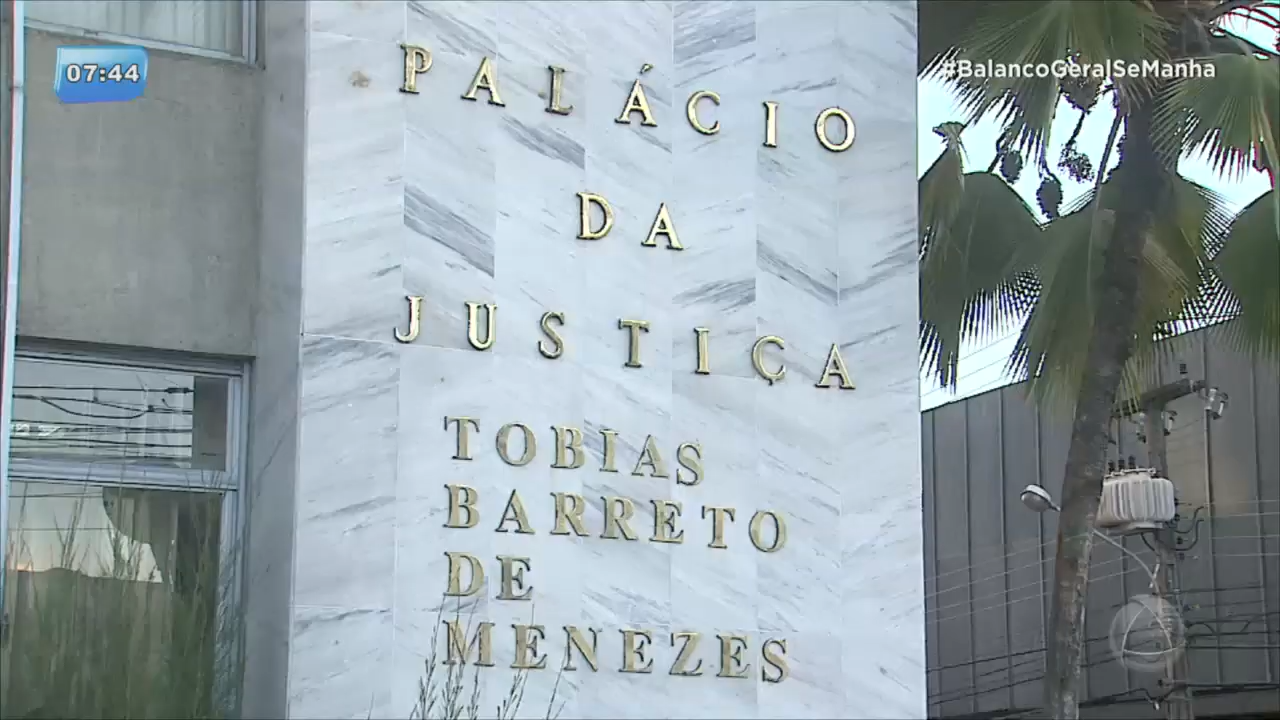 07:44
#BalancoGeralSeManha
PALÁCIO
DA
JUSTIÇA
TOBIAS
BARRETO
DE
MENEZES